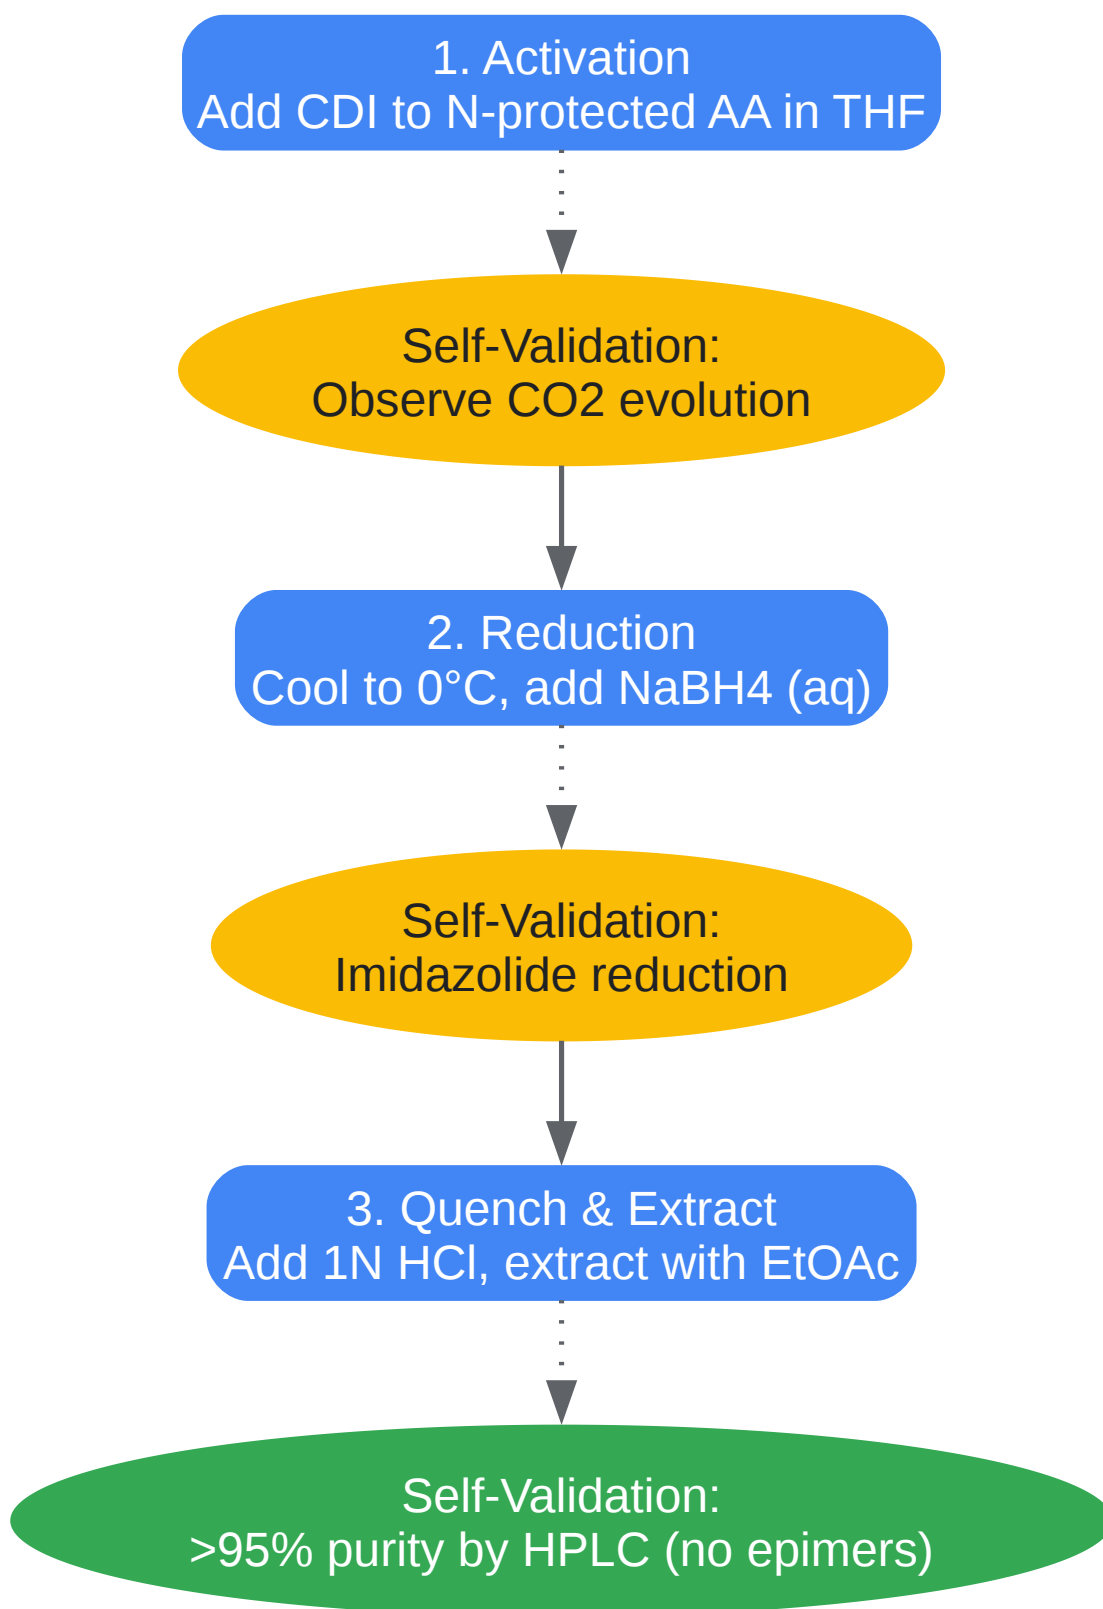 1. Activation
Add CDI to N-protected AA in THF
Self-Validation:
Observe CO2 evolution
2. Reduction
Cool to 0°C, add NaBH4 (aq)
Self-Validation:
Imidazolide reduction
3. Quench & Extract
Add 1N HCl, extract with EtOAc
Self-Validation:
>95% purity by HPLC (no epimers)